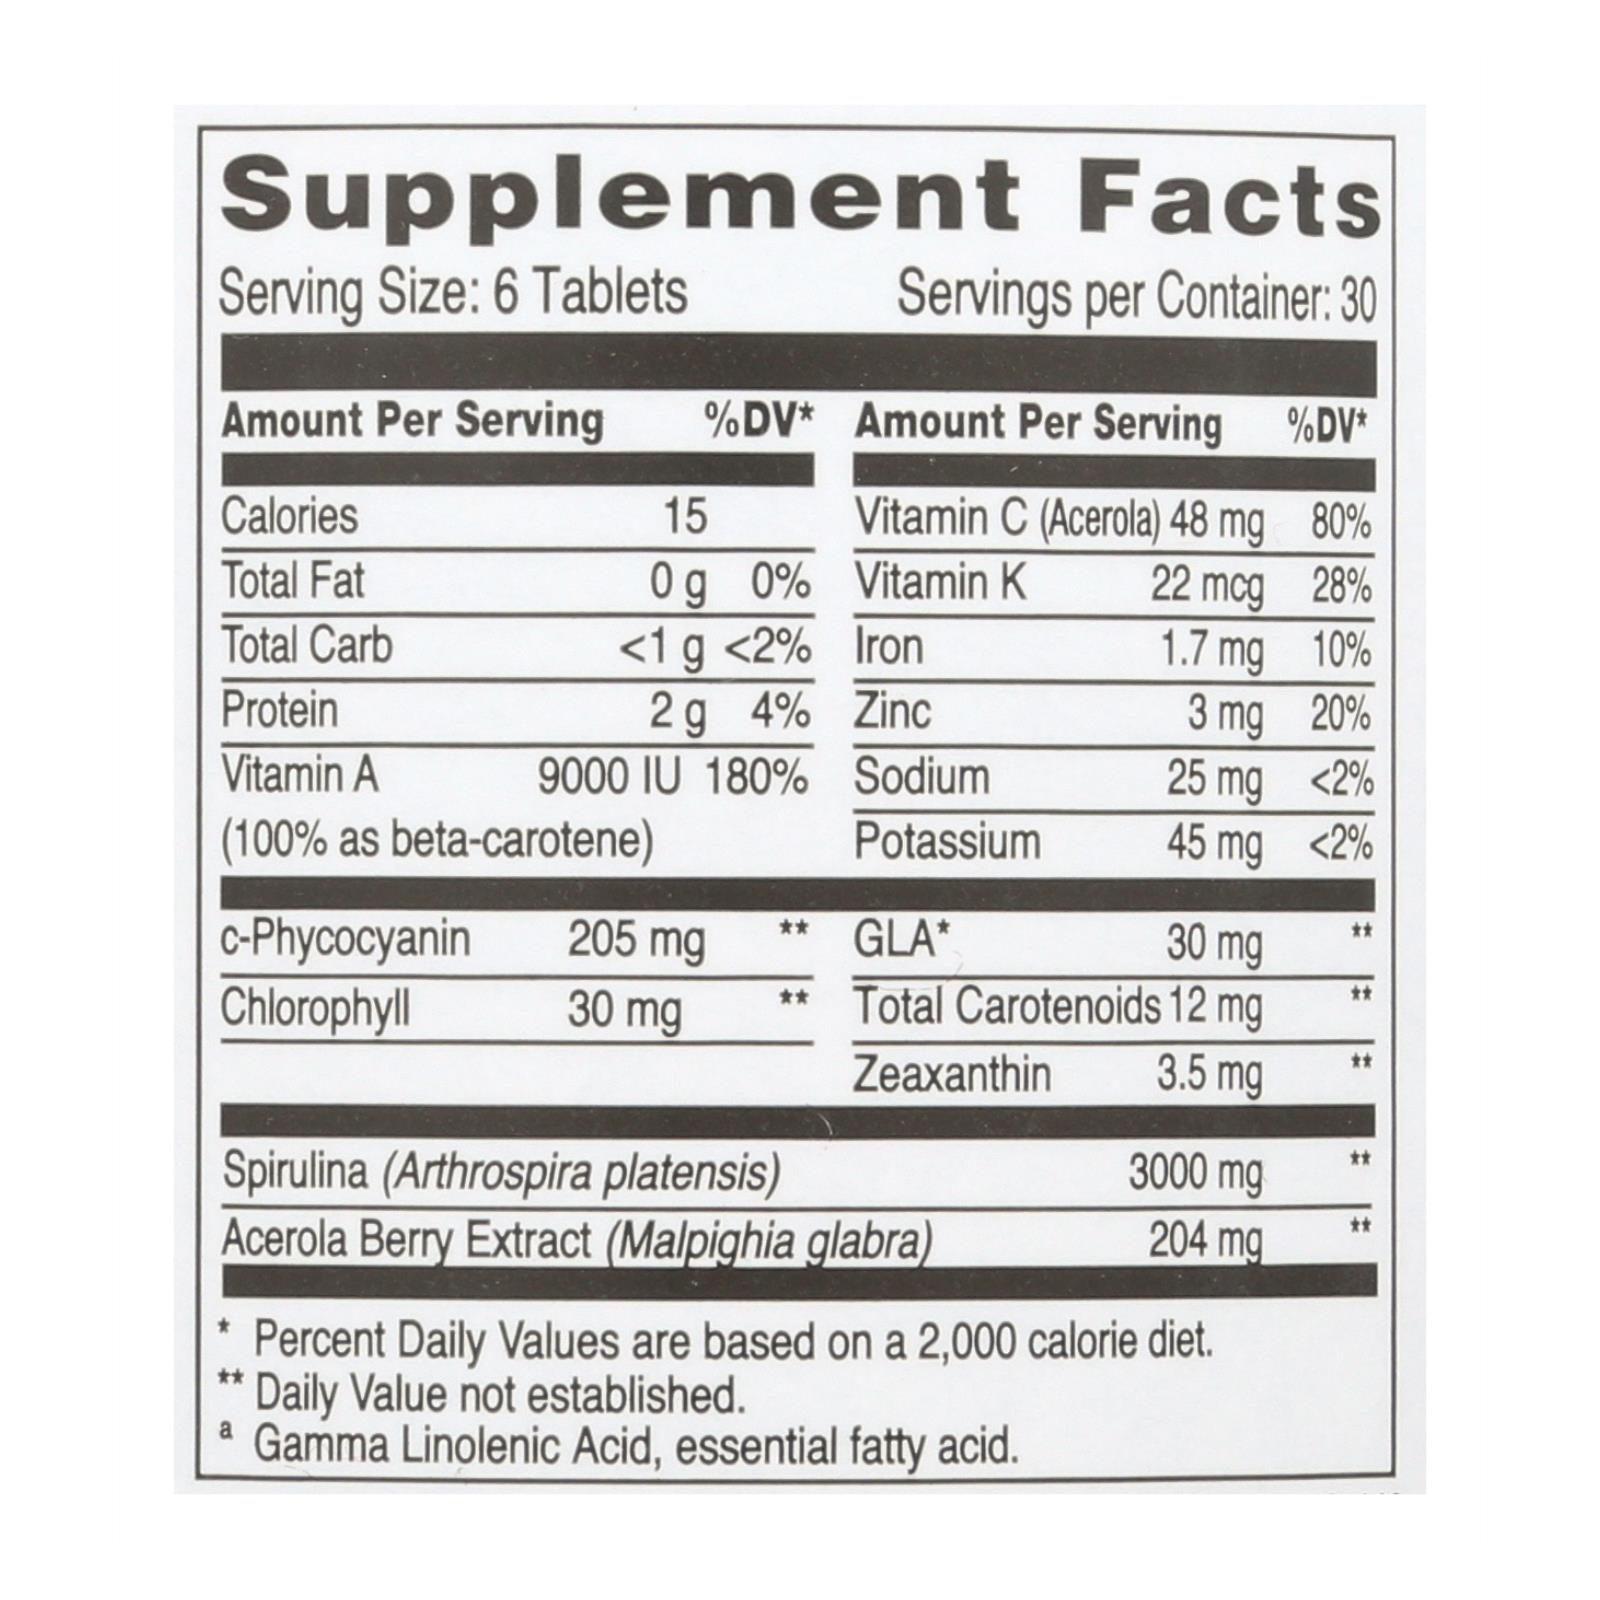 Supplement Facts
Serving Size: 6 Tablets Servings per Container: 30
Amount Per Serving %DV* Amount Per Serving %DV*
Calories 15 Vitamin C (Acerola) 48 mg 80%
Total Fat 0 g 0% Vitamin K 22 mcg 28%
Total Carb <1 g <2% Iron 1.7 mg 10%
Protein 2 g 4% Zinc 3 mg 20%
Vitamin A 9000 IU 180% Sodium 25 mg <2%
(100% as beta-carotene) Potassium 45 mg <2%
c-Phycocyanin 205 mg ** GLA* 30 mg **
Chlorophyll 30 mg ** Total Carotenoids 12 mg **
Zeaxanthin 3.5 mg **
Spirulina (Arthrospira platensis) 3000 mg **
Acerola Berry Extract (Malpighia glabra) 204 mg **
* Percent Daily Values are based on a 2,000 calorie diet.
** Daily Value not established.
a Gamma Linolenic Acid, essential fatty acid.